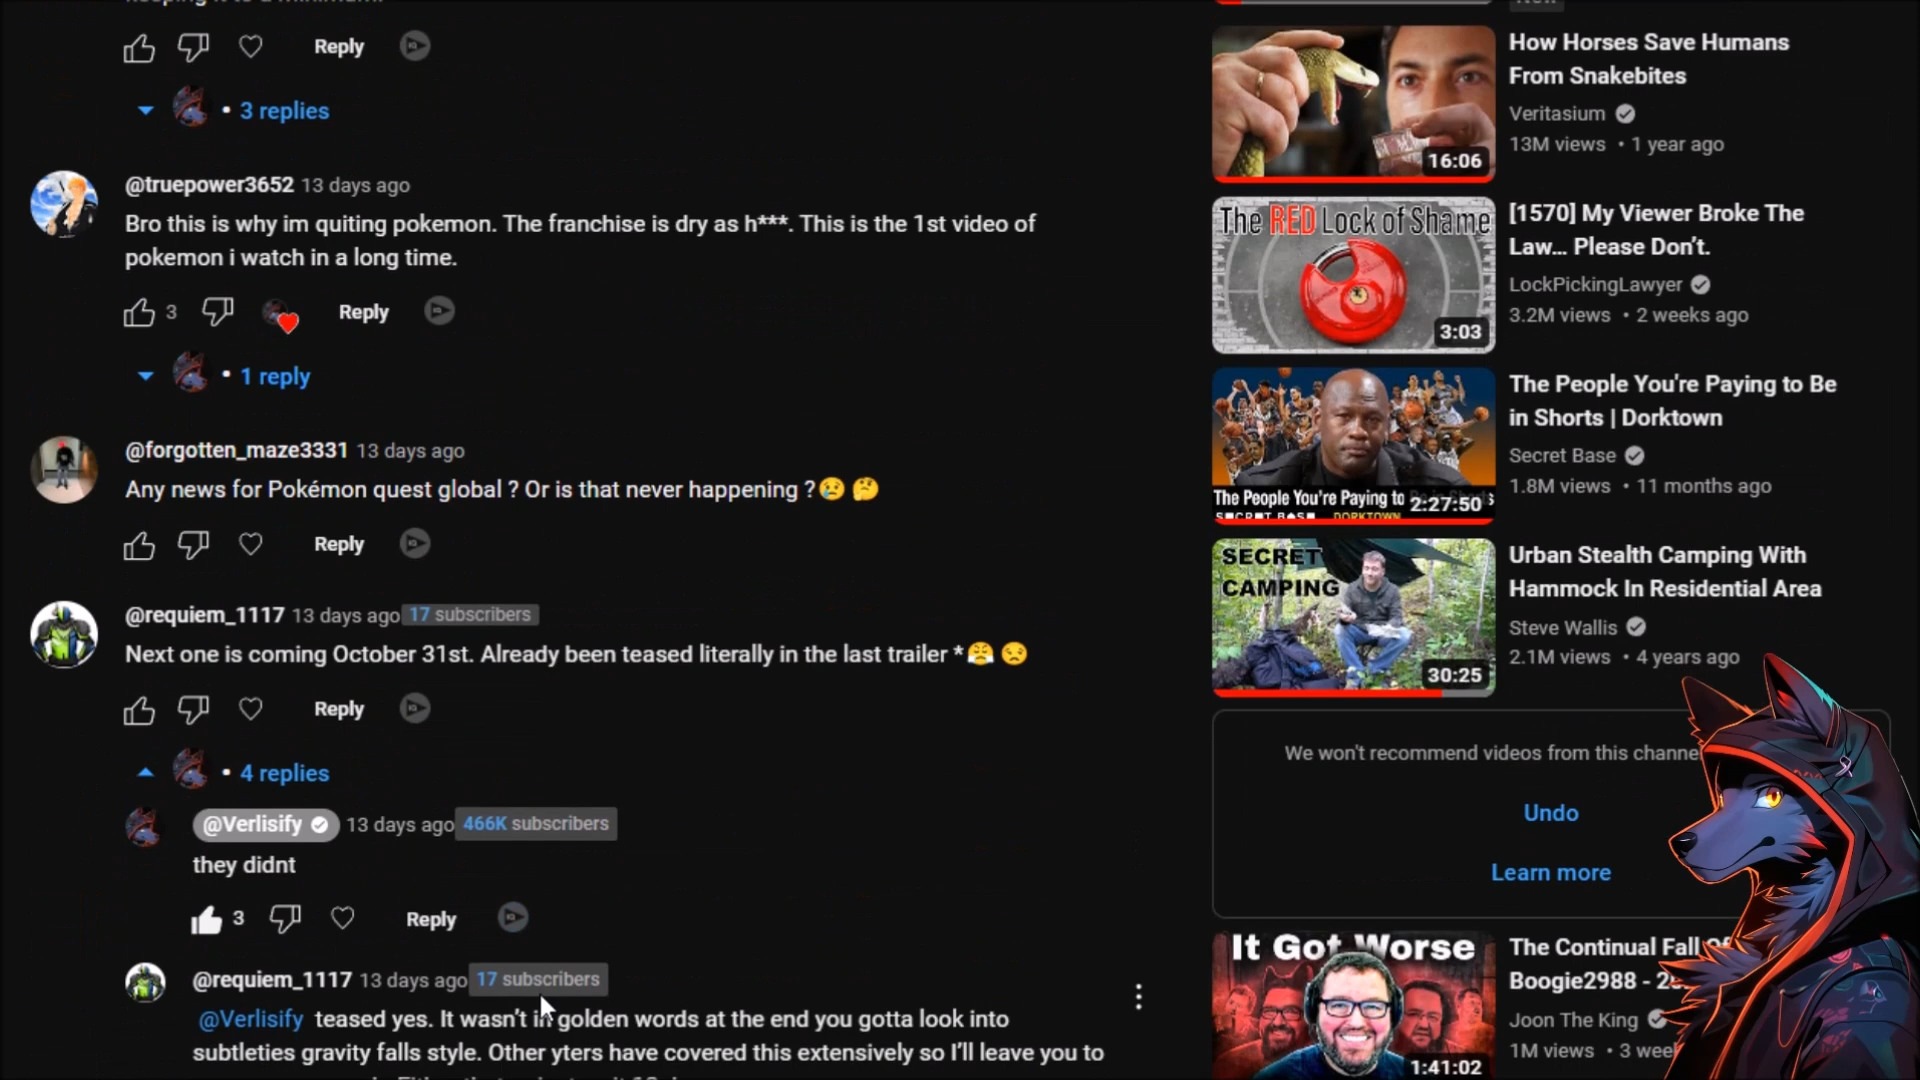 Reply
3 replies
@truepower3652 13 days ago
Bro this is why im quiting pokemon. The franchise is dry as h***. This is the 1st video of
pokemon i watch in a long time.
3 Reply
1 reply
@forgotten_maze3331 13 days ago
Any news for Pokémon quest global ? Or is that never happening ?😢 🤔
Reply
@requiem_1117 13 days ago 17 subscribers
Next one is coming October 31st. Already been teased literally in the last trailer *😤 😒
Reply
4 replies
@Verlisify 13 days ago 466K subscribers
they didnt
3 Reply
@requiem_1117 13 days ago 17 subscribers
@Verlisify teased yes. It wasn't in golden words at the end you gotta look into
subtleties gravity falls style. Other yters have covered this extensively so I'll leave you to
16:06
How Horses Save Humans
From Snakebites
Veritasium
13M views • 1 year ago
The RED Lock of Shame
3:03
[1570] My Viewer Broke The
Law... Please Don't.
LockPickingLawyer
3.2M views • 2 weeks ago
The People You're Paying to
SECRET BASE DORKTOWN
2:27:50
The People You're Paying to Be
in Shorts | Dorktown
Secret Base
1.8M views • 11 months ago
SECRET
CAMPING
30:25
Urban Stealth Camping With
Hammock In Residential Area
Steve Wallis
2.1M views • 4 years ago
We won't recommend videos from this channe
Undo
Learn more
It Got Worse
1:41:02
The Continual Fall Of
Boogie2988 - 2
Joon The King
1M views • 3 wee